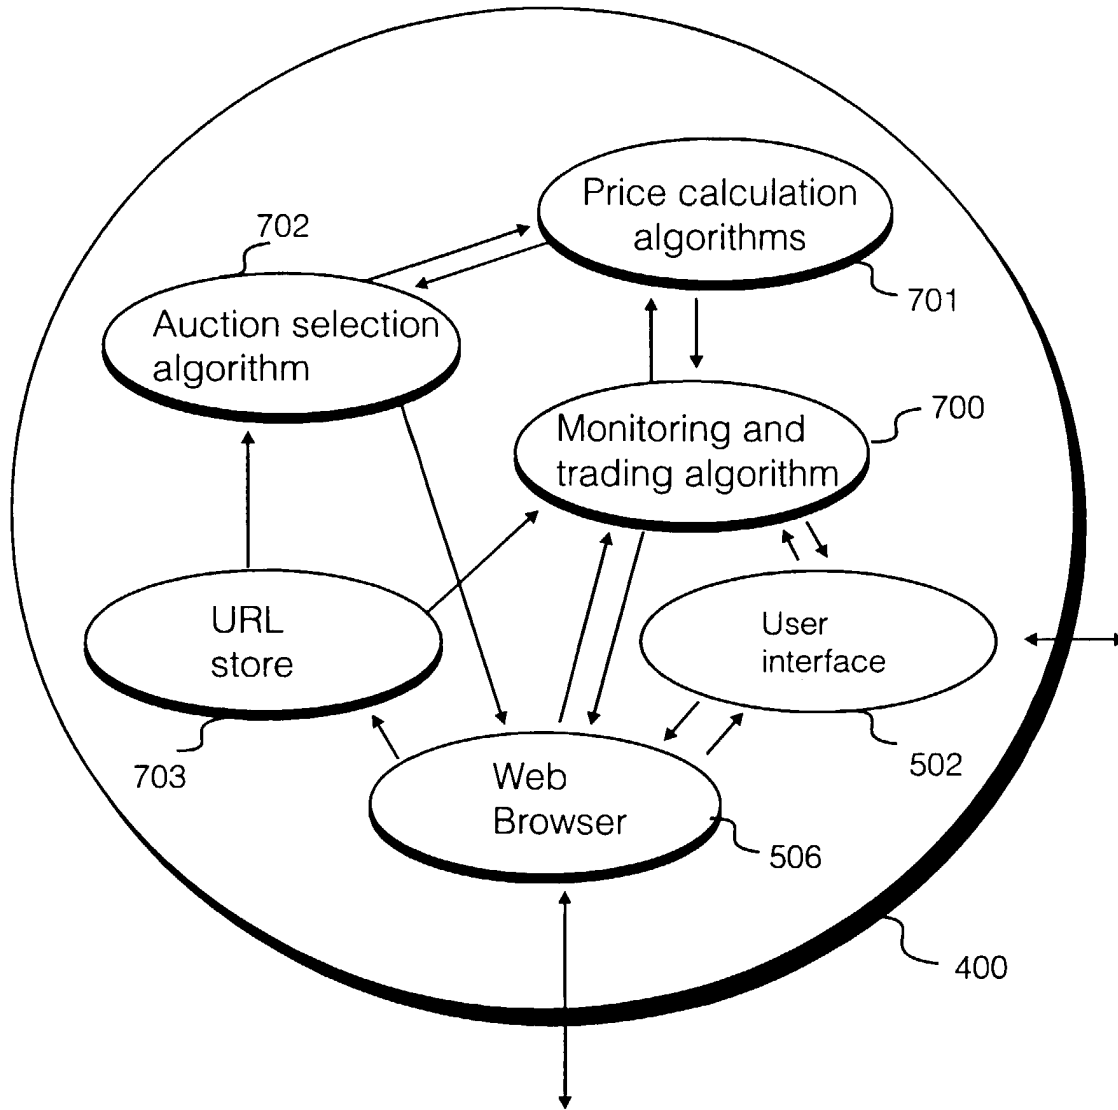 Price calculation
algorithms
702
701
Auction selection
algorithm
700
Monitoring and
trading algorithm
URL
store
User
interface
703
502
Web
Browser
506
400